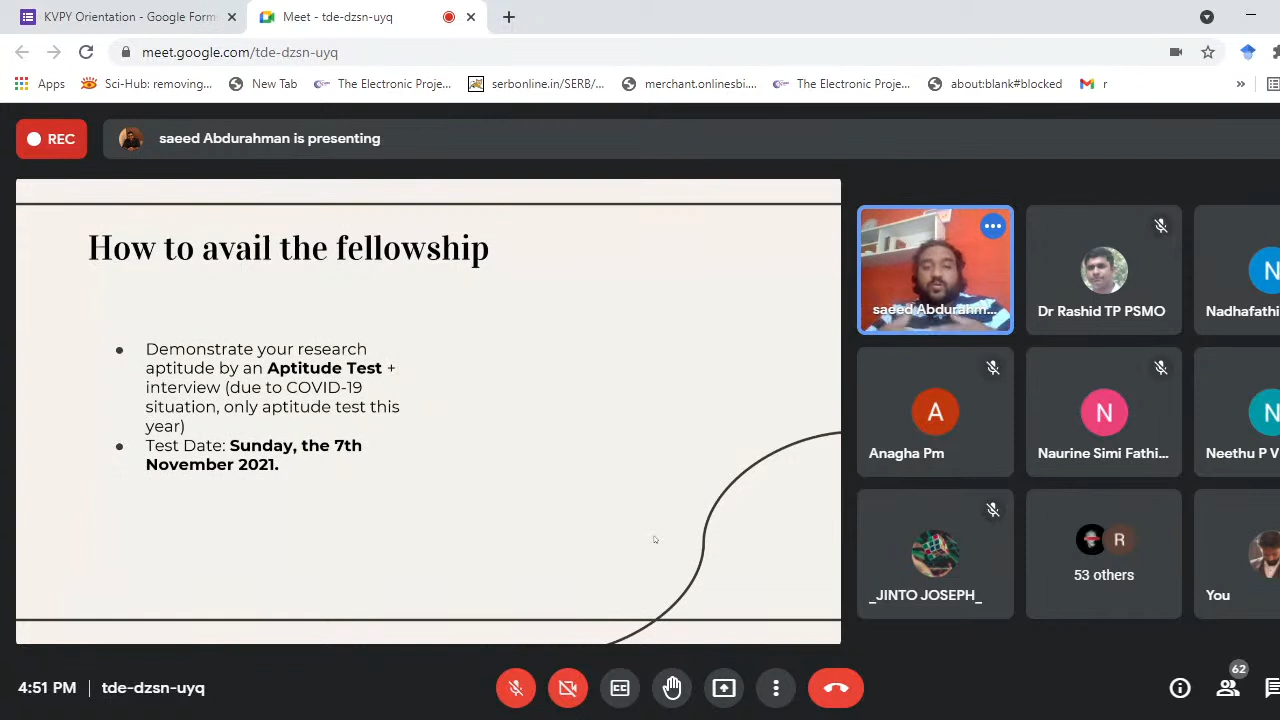 KVPY Orientation - Google Form
Meet - tde-dzsn-uyq
meet.google.com/tde-dzsn-uyq
Apps
Sci-Hub: removing...
New Tab
The Electronic Proje...
serbonline.in/SERB/...
merchant.onlinesbi....
The Electronic Proje...
about:blank#blocked
r
»
REC
saeed Abdurahman is presenting
How to avail the fellowship
● Demonstrate your research
aptitude by an Aptitude Test +
interview (due to COVID-19
situation, only aptitude test this
year)
● Test Date: Sunday, the 7th
November 2021.
saeed Abdurahm...
Dr Rashid TP PSMO
N
Nadhafathi
A
Anagha Pm
N
Naurine Simi Fathi...
N
Neethu P V
_JINTO JOSEPH_
R
53 others
You
4:51 PM | tde-dzsn-uyq
CC
62